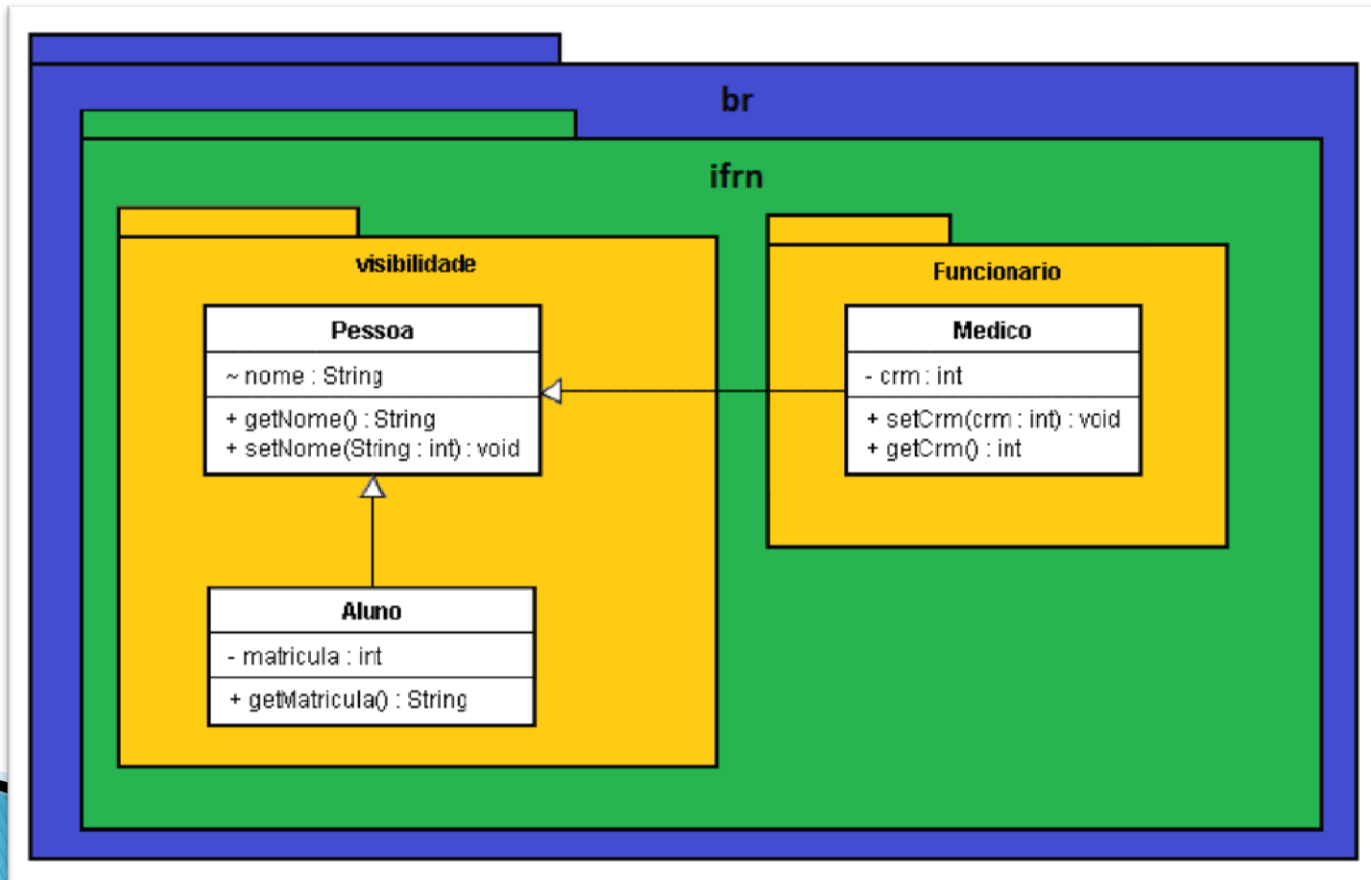 br
ifrn
visibilidade
Pessoa
~ nome : String
+ getNome() : String
+ setNome(String : int) : void
Aluno
- matricula : int
+ getMatricula() : String
Funcionario
Medico
- crm : int
+ setCrm(crm : int) : void
+ getCrm() : int